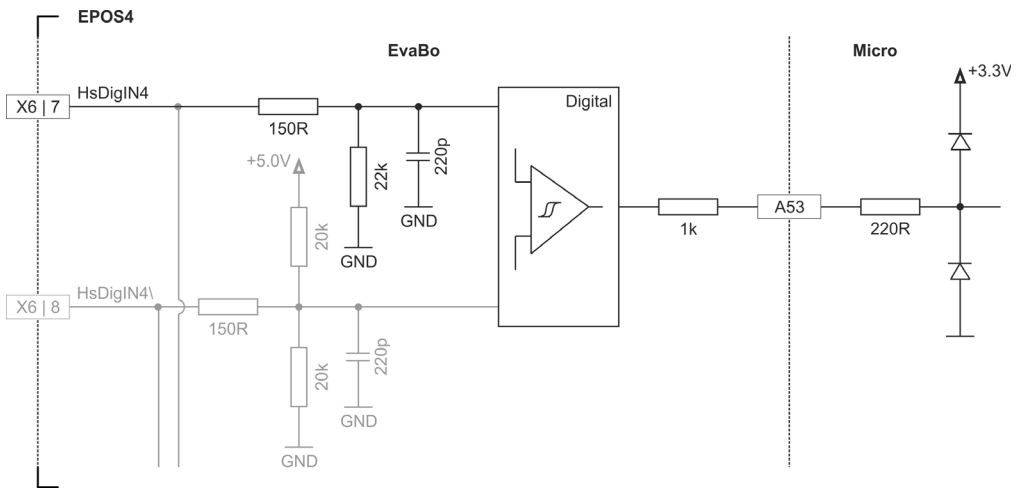 EPOS4
EvaBo
Micro
+3.3V
X6 | 7
HsDigIN4
Digital
150R
22k
220p
GND
GND
+5.0V
20k
1k
A53
220R
X6 | 8
HsDigIN4\
150R
20k
220p
GND
GND